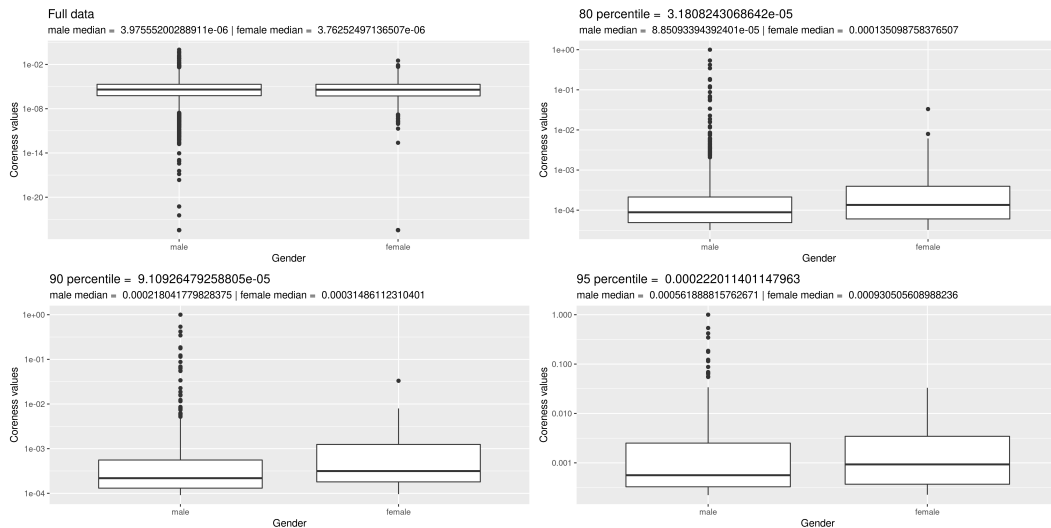 Full data
male median = 3.97555200288911e-06 | female median = 3.76252497136507e-06
Coreness values
1e-02
1e-08
1e-14
1e-20
male
female
Gender
80 percentile = 3.1808243068642e-05
male median = 8.85093394392401e-05 | female median = 0.000135098758376507
Coreness values
1e+00
1e-01
1e-02
1e-03
1e-04
male
female
Gender
90 percentile = 9.10926479258805e-05
male median = 0.000218041779828375 | female median = 0.00031486112310401
Coreness values
1e+00
1e-01
1e-02
1e-03
1e-04
male
female
Gender
95 percentile = 0.000222011401147963
male median = 0.000561888815762671 | female median = 0.000930505608988236
Coreness values
1.000
0.100
0.010
0.001
male
female
Gender